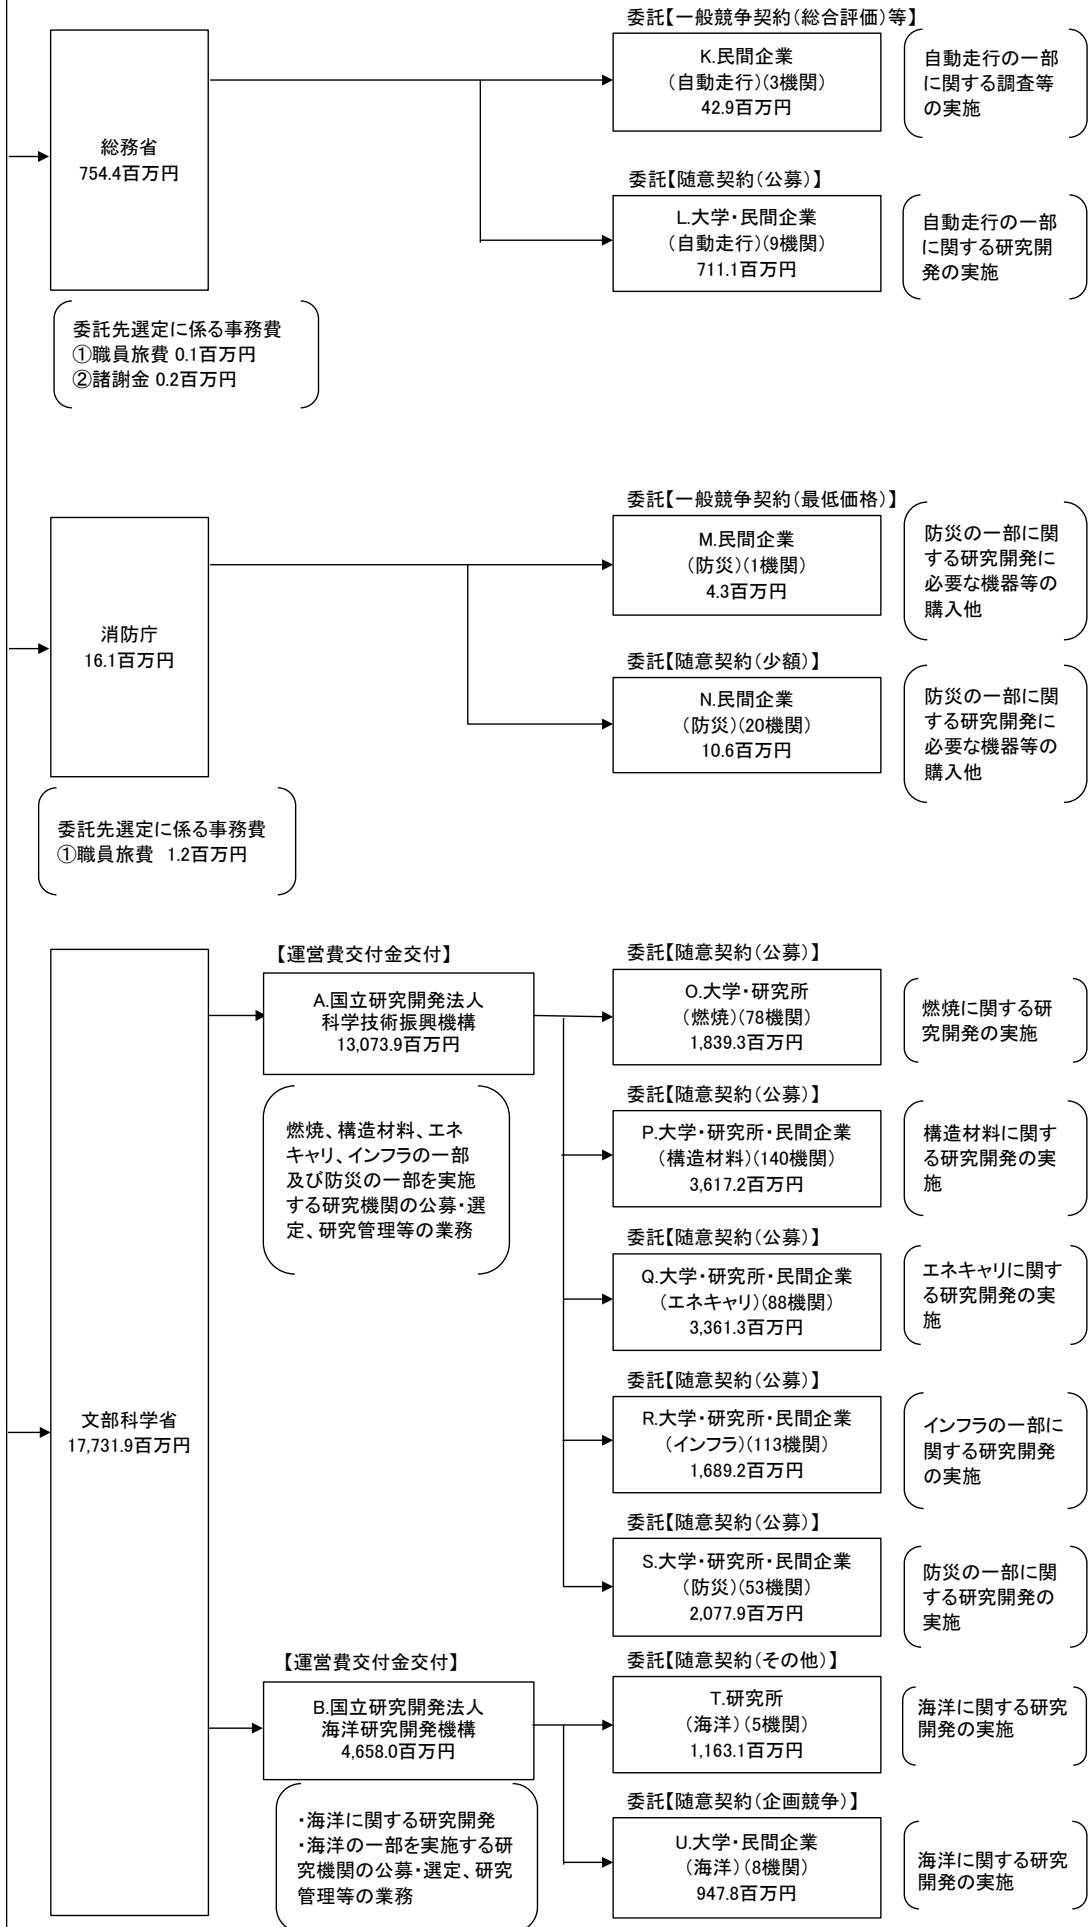 委託【一般競争契約(総合評価)等】
総務省
754.4百万円
K.民間企業
(自動走行)(3機関)
42.9百万円
自動走行の一部
に関する調査等
の実施
委託【随意契約(公募)】
L.大学・民間企業
(自動走行)(9機関)
711.1百万円
自動走行の一部
に関する研究開
発の実施
委託先選定に係る事務費
①職員旅費 0.1百万円
②諸謝金 0.2百万円
委託【一般競争契約(最低価格)】
消防庁
16.1百万円
M.民間企業
(防災)(1機関)
4.3百万円
防災の一部に関
する研究開発に
必要な機器等の
購入他
委託【随意契約(少額)】
N.民間企業
(防災)(20機関)
10.6百万円
防災の一部に関
する研究開発に
必要な機器等の
購入他
委託先選定に係る事務費
①職員旅費 1.2百万円
文部科学省
17,731.9百万円
【運営費交付金交付】
A.国立研究開発法人
科学技術振興機構
13,073.9百万円
燃焼、構造材料、エネ
キャリ、インフラの一部
及び防災の一部を実施
する研究機関の公募・選
定、研究管理等の業務
委託【随意契約(公募)】
O.大学・研究所
(燃焼)(78機関)
1,839.3百万円
燃焼に関する研
究開発の実施
委託【随意契約(公募)】
P.大学・研究所・民間企業
(構造材料)(140機関)
3,617.2百万円
構造材料に関す
る研究開発の実
施
委託【随意契約(公募)】
Q.大学・研究所・民間企業
(エネキャリ)(88機関)
3,361.3百万円
エネキャリに関す
る研究開発の実
施
委託【随意契約(公募)】
R.大学・研究所・民間企業
(インフラ)(113機関)
1,689.2百万円
インフラの一部に
関する研究開発
の実施
委託【随意契約(公募)】
S.大学・研究所・民間企業
(防災)(53機関)
2,077.9百万円
防災の一部に関
する研究開発の
実施
【運営費交付金交付】
B.国立研究開発法人
海洋研究開発機構
4,658.0百万円
・海洋に関する研究開発
・海洋の一部を実施する研
究機関の公募・選定、研究
管理等の業務
委託【随意契約(その他)】
T.研究所
(海洋)(5機関)
1,163.1百万円
海洋に関する研究
開発の実施
委託【随意契約(企画競争)】
U.大学・民間企業
(海洋)(8機関)
947.8百万円
海洋に関する研究
開発の実施